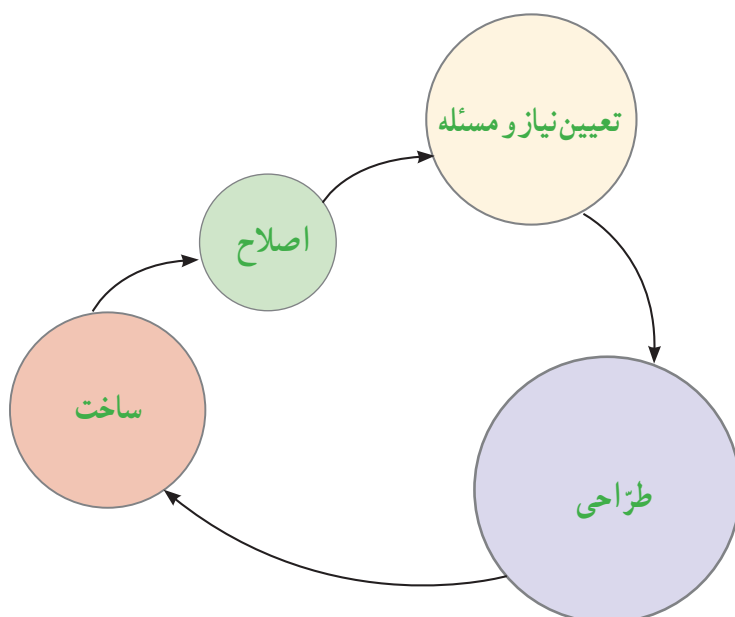 تعیین نیاز و مسئله
اصلاح
ساخت
طرّاحی